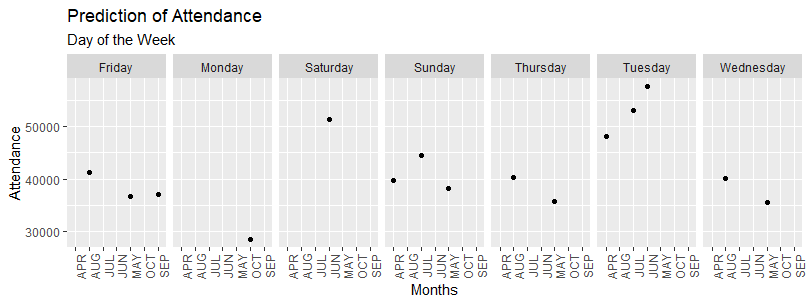 Prediction of Attendance
Day of the Week
Friday Monday Saturday Sunday Thursday Tuesday Wednesday
Attendance
50000
40000
30000
APR AUG JUL JUN MAY OCT SEP APR AUG JUL JUN MAY OCT SEP APR AUG JUL JUN MAY OCT SEP APR AUG JUL JUN MAY OCT SEP APR AUG JUL JUN MAY OCT SEP APR AUG JUL JUN MAY OCT SEP APR AUG JUL JUN MAY OCT SEP
Months